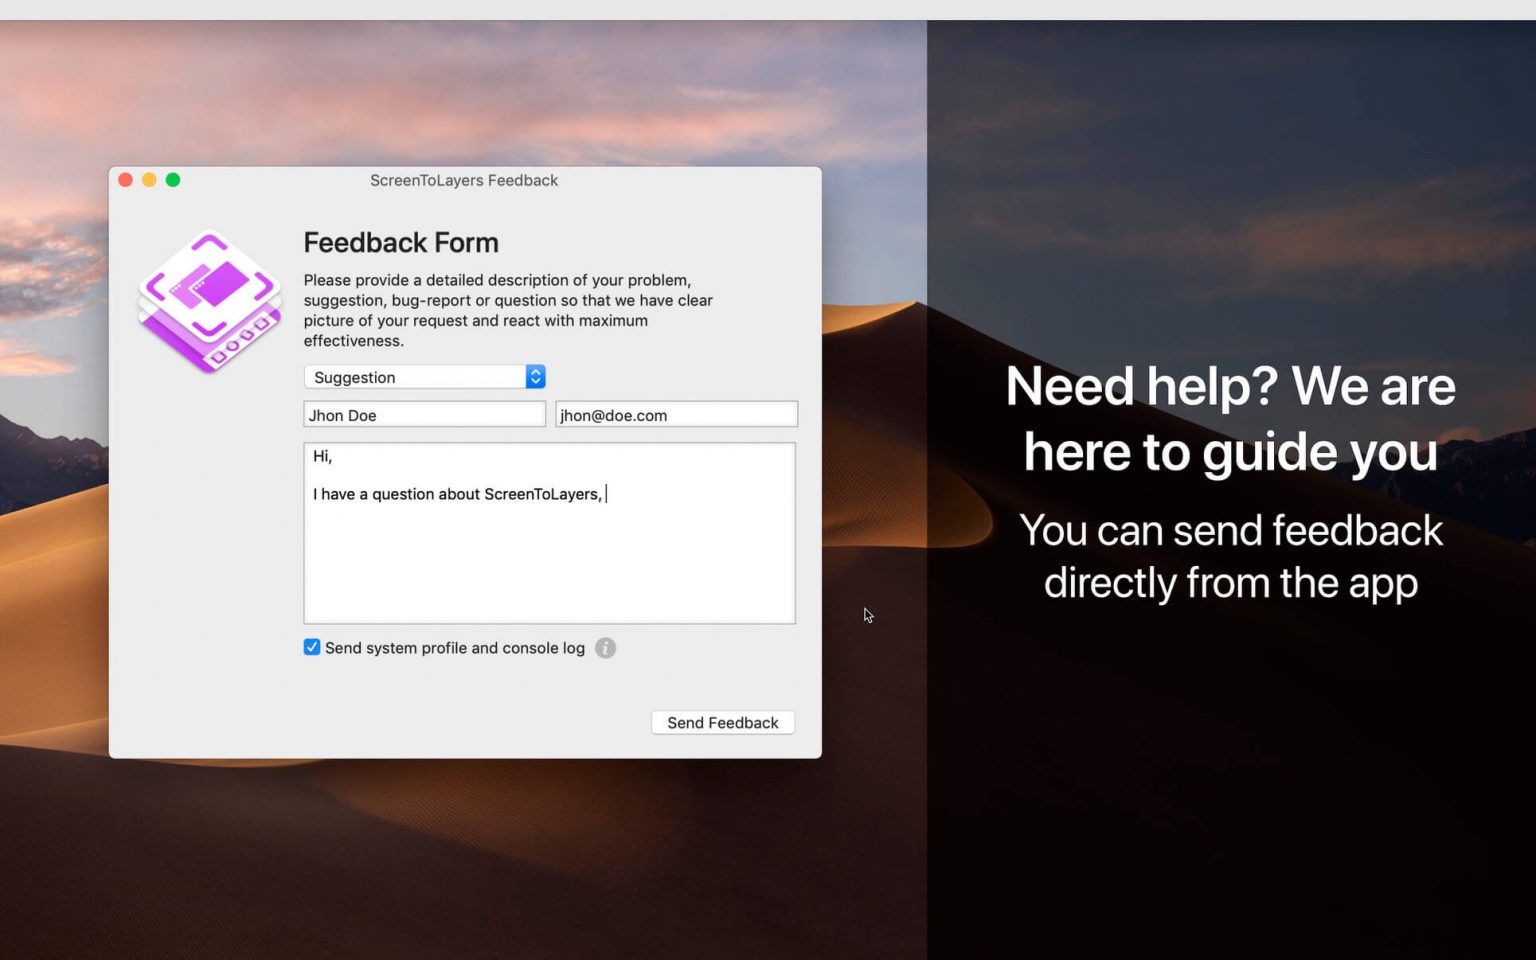 ScreenToLayers Feedback
Feedback Form
Please provide a detailed description of your problem,
suggestion, bug-report or question so that we have clear
picture of your request and react with maximum
effectiveness.
Suggestion
Jhon Doe
jhon@doe.com
Hi,
I have a question about ScreenToLayers,
Send system profile and console log
Send Feedback
Need help? We are
here to guide you
You can send feedback
directly from the app